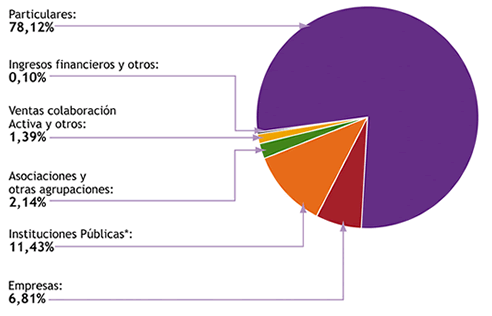 Particulares:
78,12%
Ingresos financieros y otros:
0,10%
Ventas colaboración
Activa y otros:
1,39%
Asociaciones y
otras agrupaciones:
2,14%
Instituciones Públicas*:
11,43%
Empresas:
6,81%